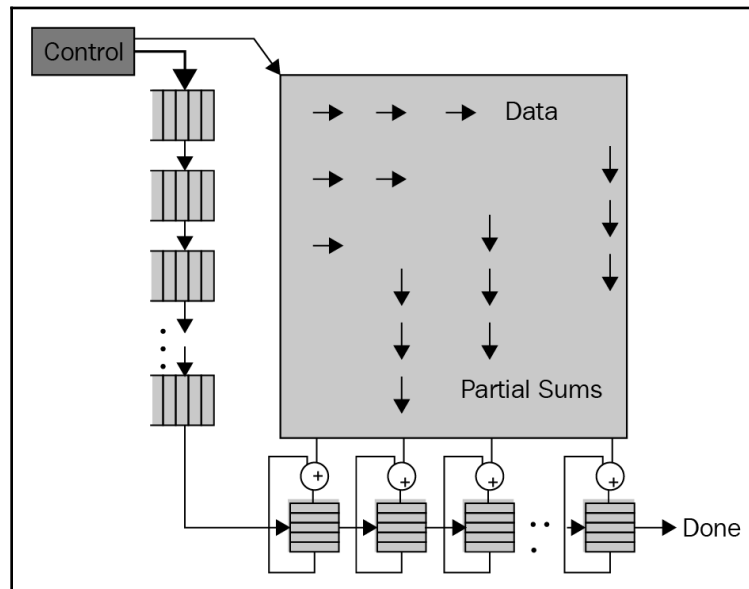 Control
Data
Partial Sums
+
+
+
+
Done